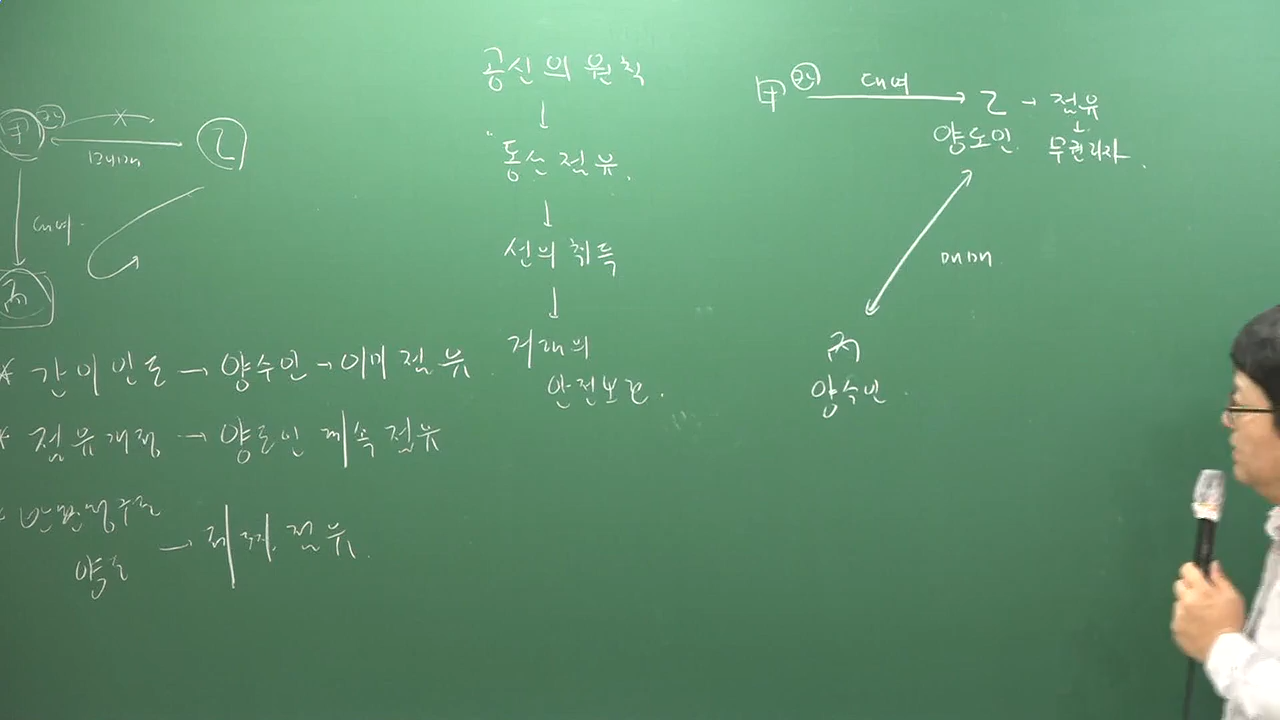 공신의 원칙
↓
동산 점유.
↓
선의취득
↓
거래의
안전보호.
甲 대여 → 乙 → 점유
↓
양도인. 무권리자.
매매
丙
양수인.
甲 매매 乙
대여.
丙
* 간이인도 → 양수인 → 이미 점유.
* 점유개정 → 양도인 계속 점유
반환청구권
양도 → 제3자 점유.